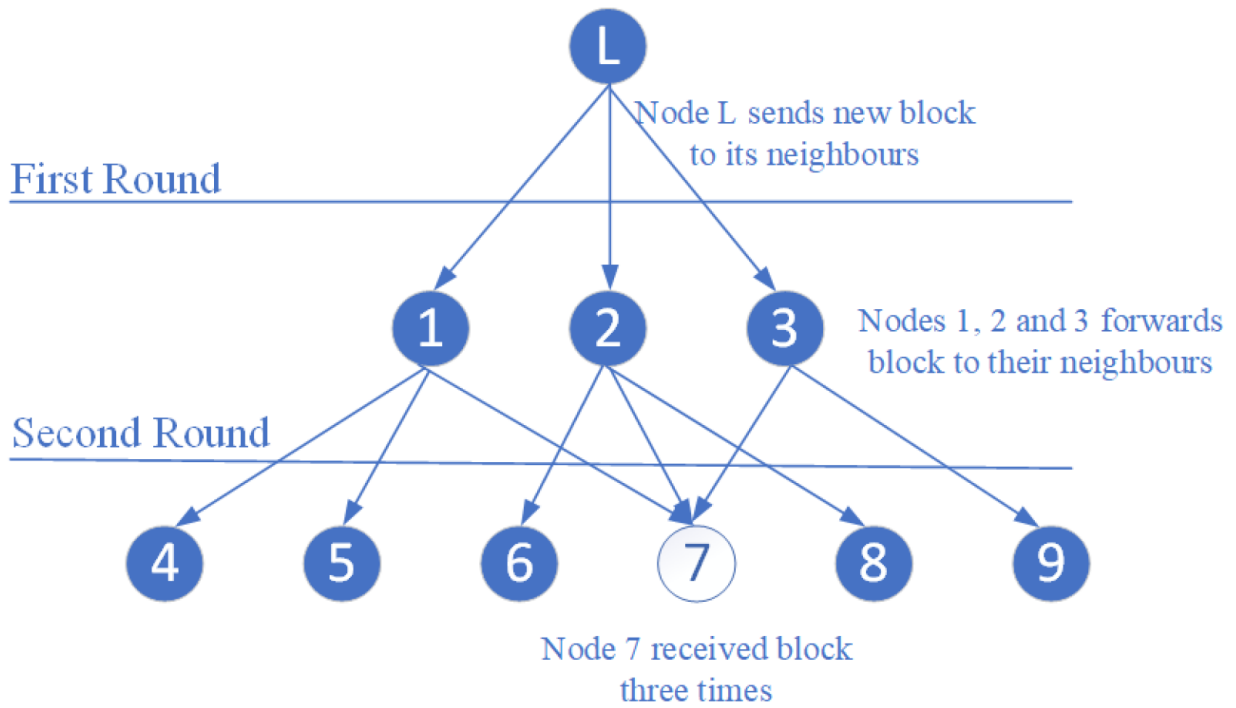 L
Node L sends new block
to its neighbours
First Round
1
2
3
Nodes 1, 2 and 3 forwards
block to their neighbours
Second Round
4
5
6
7
8
9
Node 7 received block
three times